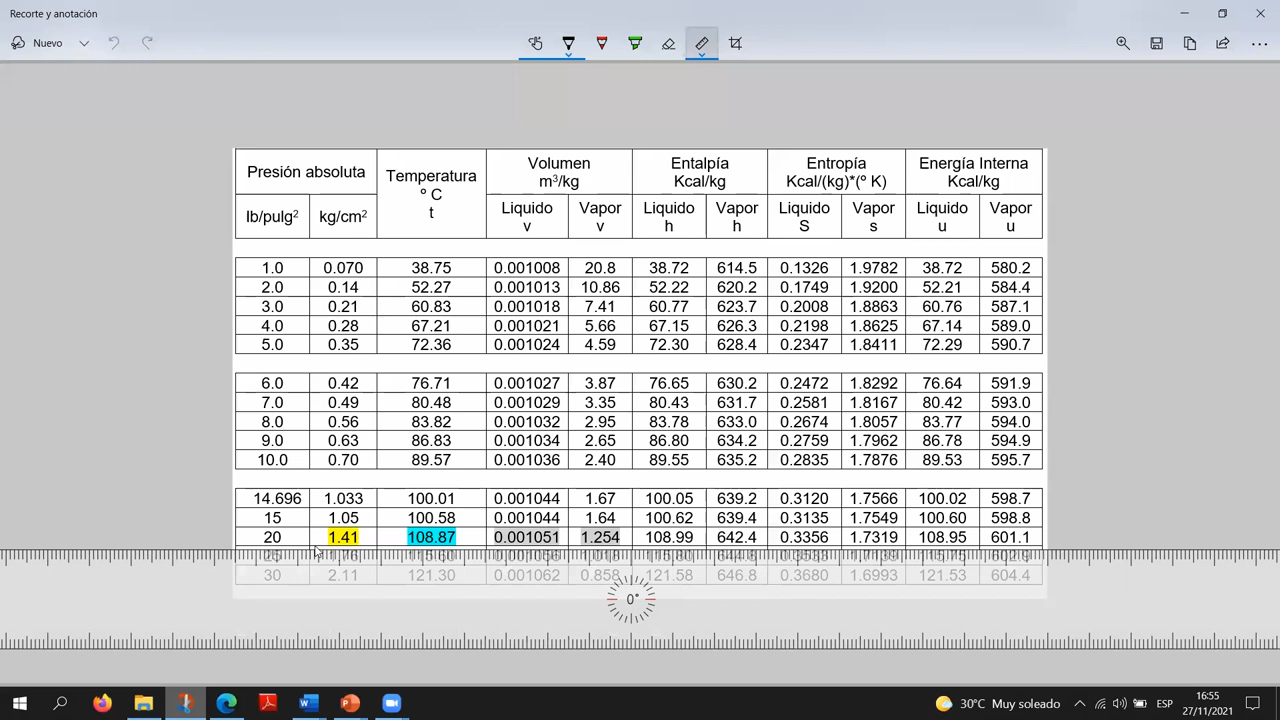 Recorte y anotación
Nuevo
Presión absoluta
Temperatura º C t
Volumen m³/kg
Entalpía Kcal/kg
Entropía Kcal/(kg)*(º K)
Energía Interna Kcal/kg
lb/pulg² kg/cm² Liquido v Vapor v Liquido h Vapor h Liquido S Vapor s Liquido u Vapor u
1.0 0.070 38.75 0.001008 20.8 38.72 614.5 0.1326 1.9782 38.72 580.2
2.0 0.14 52.27 0.001013 10.86 52.22 620.2 0.1749 1.9200 52.21 584.4
3.0 0.21 60.83 0.001018 7.41 60.77 623.7 0.2008 1.8863 60.76 587.1
4.0 0.28 67.21 0.001021 5.66 67.15 626.3 0.2198 1.8625 67.14 589.0
5.0 0.35 72.36 0.001024 4.59 72.30 628.4 0.2347 1.8411 72.29 590.7
6.0 0.42 76.71 0.001027 3.87 76.65 630.2 0.2472 1.8292 76.64 591.9
7.0 0.49 80.48 0.001029 3.35 80.43 631.7 0.2581 1.8167 80.42 593.0
8.0 0.56 83.82 0.001032 2.95 83.78 633.0 0.2674 1.8057 83.77 594.0
9.0 0.63 86.83 0.001034 2.65 86.80 634.2 0.2759 1.7962 86.78 594.9
10.0 0.70 89.57 0.001036 2.40 89.55 635.2 0.2835 1.7876 89.53 595.7
14.696 1.033 100.01 0.001044 1.67 100.05 639.2 0.3120 1.7566 100.02 598.7
15 1.05 100.58 0.001044 1.64 100.62 639.4 0.3135 1.7549 100.60 598.8
20 1.41 108.87 0.001051 1.254 108.99 642.4 0.3356 1.7319 108.95 601.1
25 1.76 115.60 0.001056 1.018 644.8 1.7139 602.9
30 2.11 121.30 0.001062 0.858 121.58 646.8 0.3680 1.6993 121.53 604.4
0°
30°C Muy soleado
ESP
16:55
27/11/2021